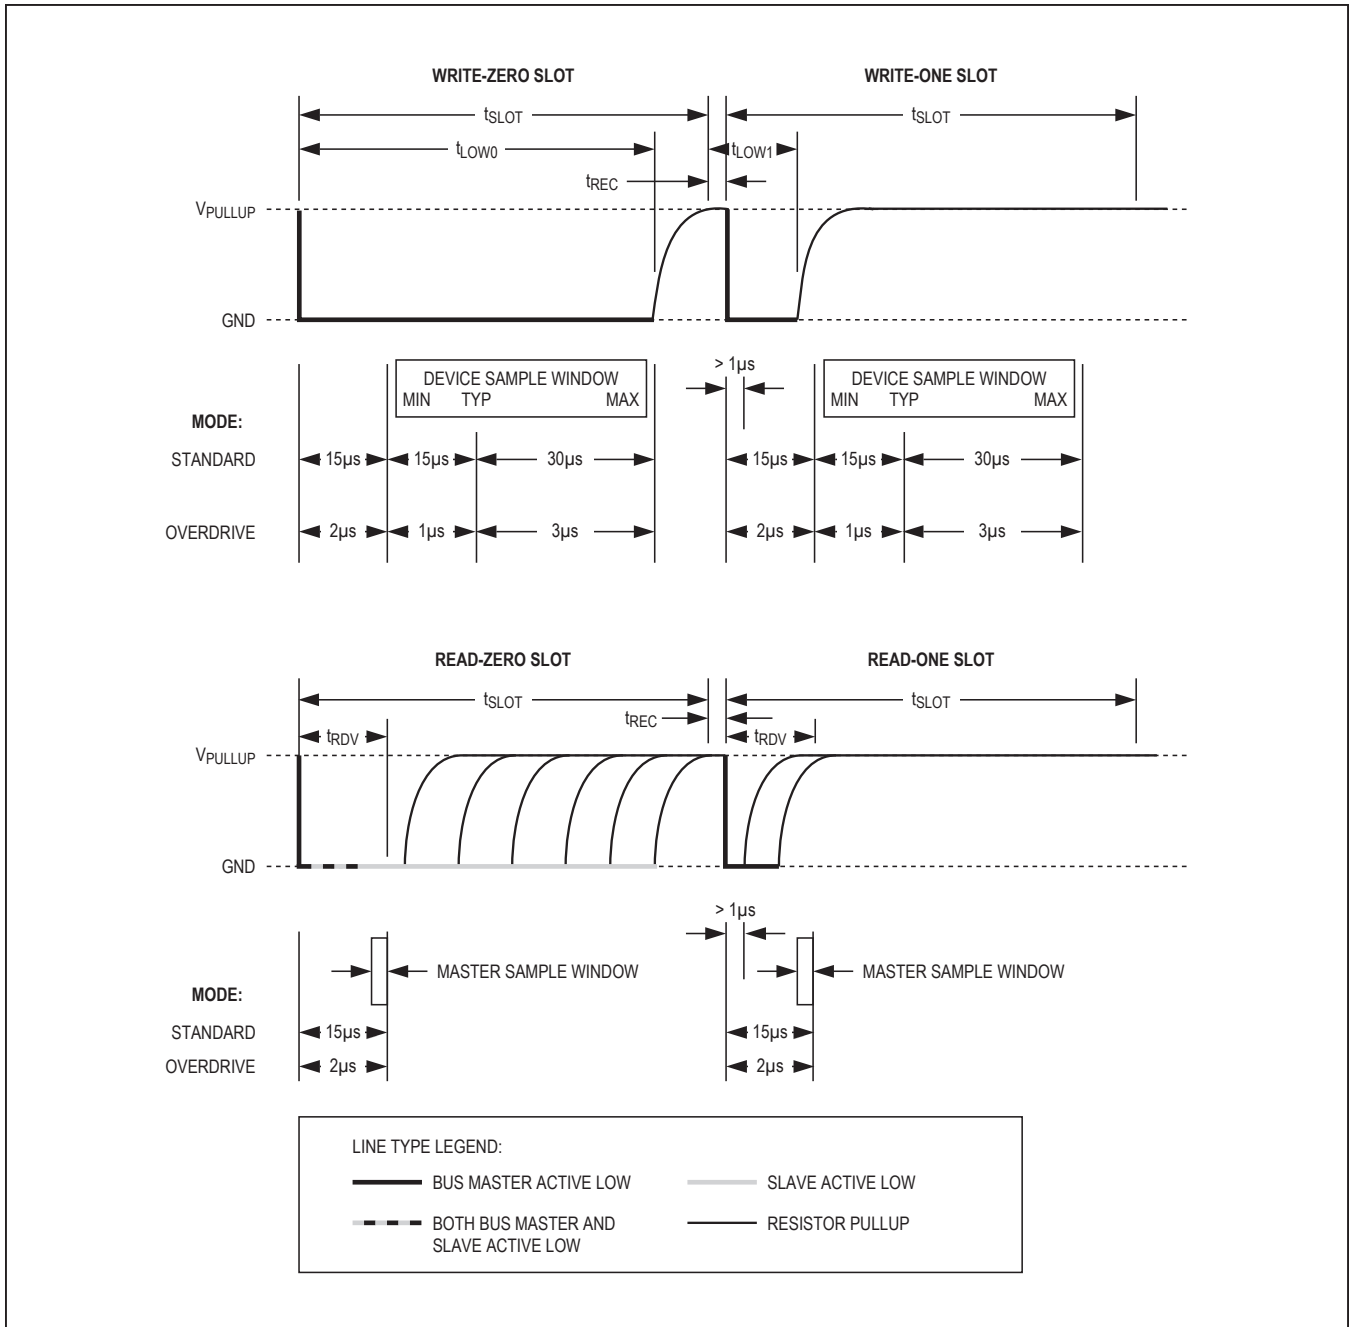 WRITE-ZERO SLOT WRITE-ONE SLOT
tSLOT tSLOT
tLOW0 tLOW1
tREC
VPULLUP
GND
> 1µs
DEVICE SAMPLE WINDOW DEVICE SAMPLE WINDOW
MIN TYP MAX MIN TYP MAX
MODE:
STANDARD 15µs 15µs 30µs 15µs 15µs 30µs
OVERDRIVE 2µs 1µs 3µs 2µs 1µs 3µs
READ-ZERO SLOT READ-ONE SLOT
tSLOT tSLOT
tREC
tRDV tRDV
VPULLUP
GND
> 1µs
MASTER SAMPLE WINDOW MASTER SAMPLE WINDOW
MODE:
STANDARD 15µs 15µs
OVERDRIVE 2µs 2µs
LINE TYPE LEGEND:
BUS MASTER ACTIVE LOW SLAVE ACTIVE LOW
BOTH BUS MASTER AND RESISTOR PULLUP
SLAVE ACTIVE LOW